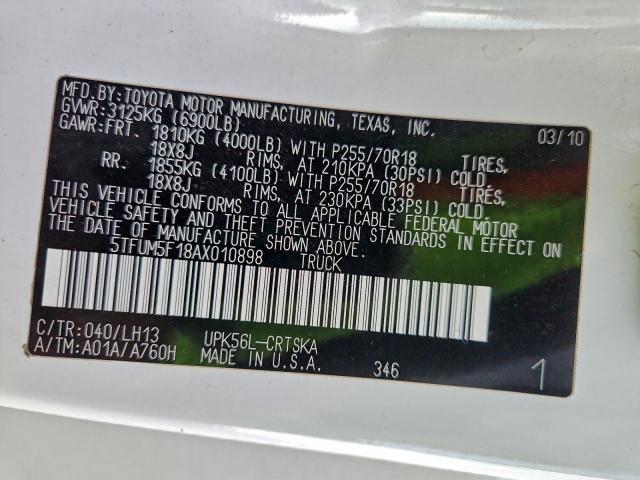 MFD. BY: TOYOTA MOTOR MANUFACTURING, TEXAS, INC. 03/10
GVWR: 3125KG (6900LB)
GAWR: FRT. 1810KG (4000LB) WITH P255/70R18 TIRES,
18X8J RIMS, AT 210KPA (30PSI) COLD.
RR. 1855KG (4100LB) WITH P255/70R18 TIRES,
18X8J RIMS, AT 230KPA (33PSI) COLD.
THIS VEHICLE CONFORMS TO ALL APPLICABLE FEDERAL MOTOR
VEHICLE SAFETY AND THEFT PREVENTION STANDARDS IN EFFECT ON
THE DATE OF MANUFACTURE SHOWN ABOVE.
5TFUM5F18AX010898 TRUCK
C/TR: 040/LH13 UPK56L-CRTSKA
A/TM: A01A/A760H MADE IN U.S.A. 346 1